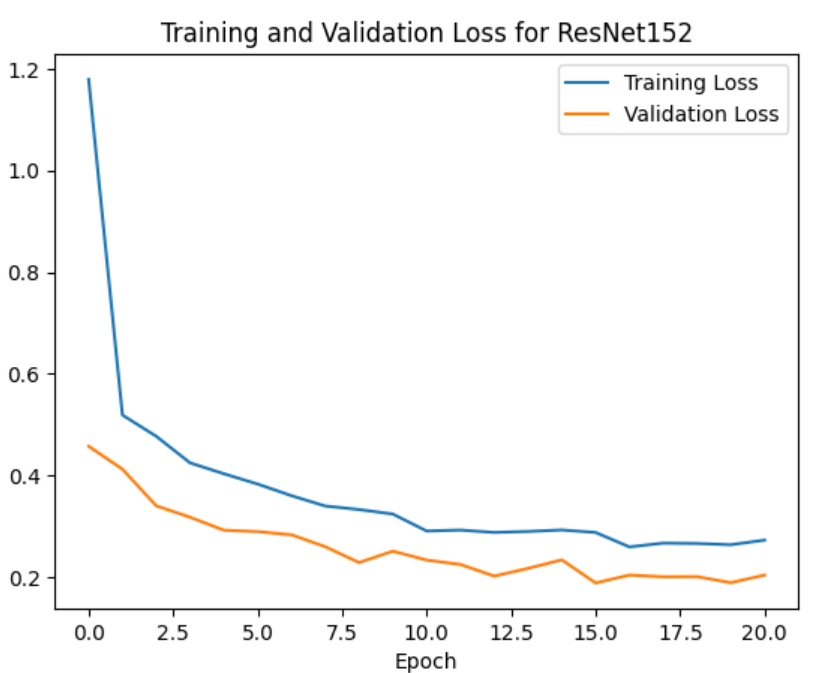 Training and Validation Loss for ResNet152
Training Loss
Validation Loss
1.2
1.0
0.8
0.6
0.4
0.2
0.0 2.5 5.0 7.5 10.0 12.5 15.0 17.5 20.0
Epoch